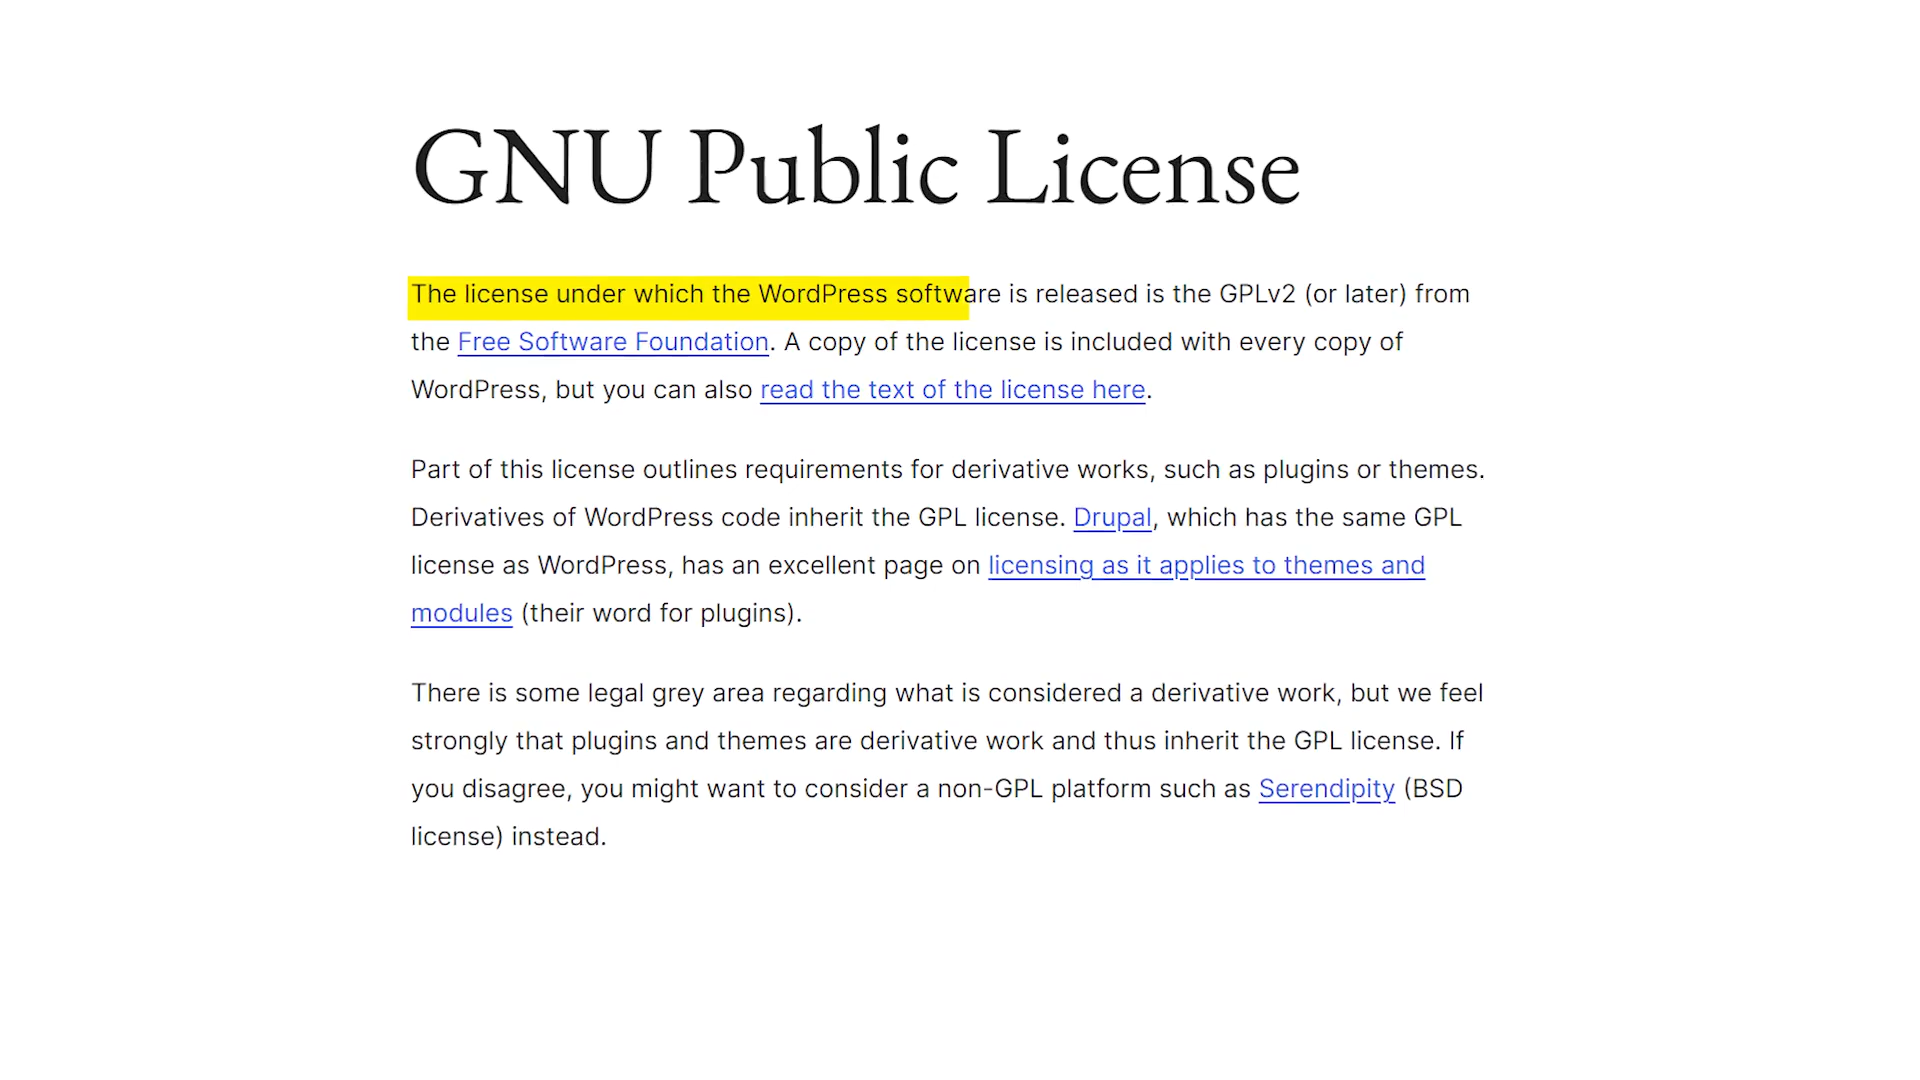 GNU Public License
The license under which the WordPress software is released is the GPLv2 (or later) from
the Free Software Foundation. A copy of the license is included with every copy of
WordPress, but you can also read the text of the license here.
Part of this license outlines requirements for derivative works, such as plugins or themes.
Derivatives of WordPress code inherit the GPL license. Drupal, which has the same GPL
license as WordPress, has an excellent page on licensing as it applies to themes and
modules (their word for plugins).
There is some legal grey area regarding what is considered a derivative work, but we feel
strongly that plugins and themes are derivative work and thus inherit the GPL license. If
you disagree, you might want to consider a non-GPL platform such as Serendipity (BSD
license) instead.